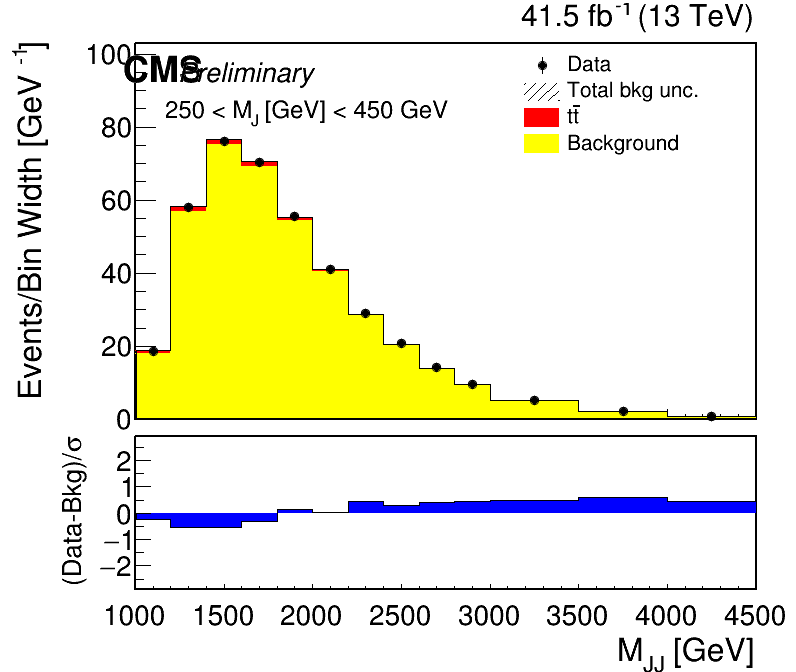 41.5 fb⁻¹ (13 TeV)
CMS Preliminary
250 < M_J [GeV] < 450 GeV
Data
Total bkg unc.
tt̄
Background
Events/Bin Width [GeV⁻¹]
100
80
60
40
20
0
(Data-Bkg)/σ
2
1
0
−1
−2
1000 1500 2000 2500 3000 3500 4000 4500
M_JJ [GeV]